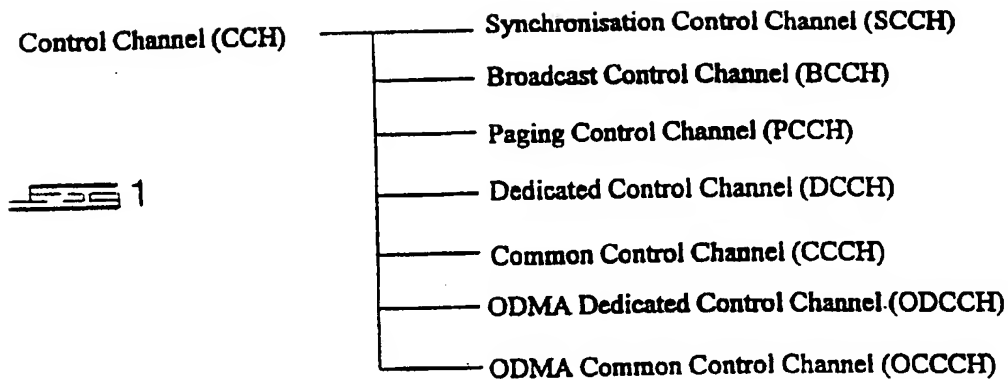 Control Channel (CCH)
Synchronisation Control Channel (SCCH)
Broadcast Control Channel (BCCH)
Paging Control Channel (PCCH)
Dedicated Control Channel (DCCH)
Common Control Channel (CCCH)
ODMA Dedicated Control Channel (ODCCH)
ODMA Common Control Channel (OCCCH)
1